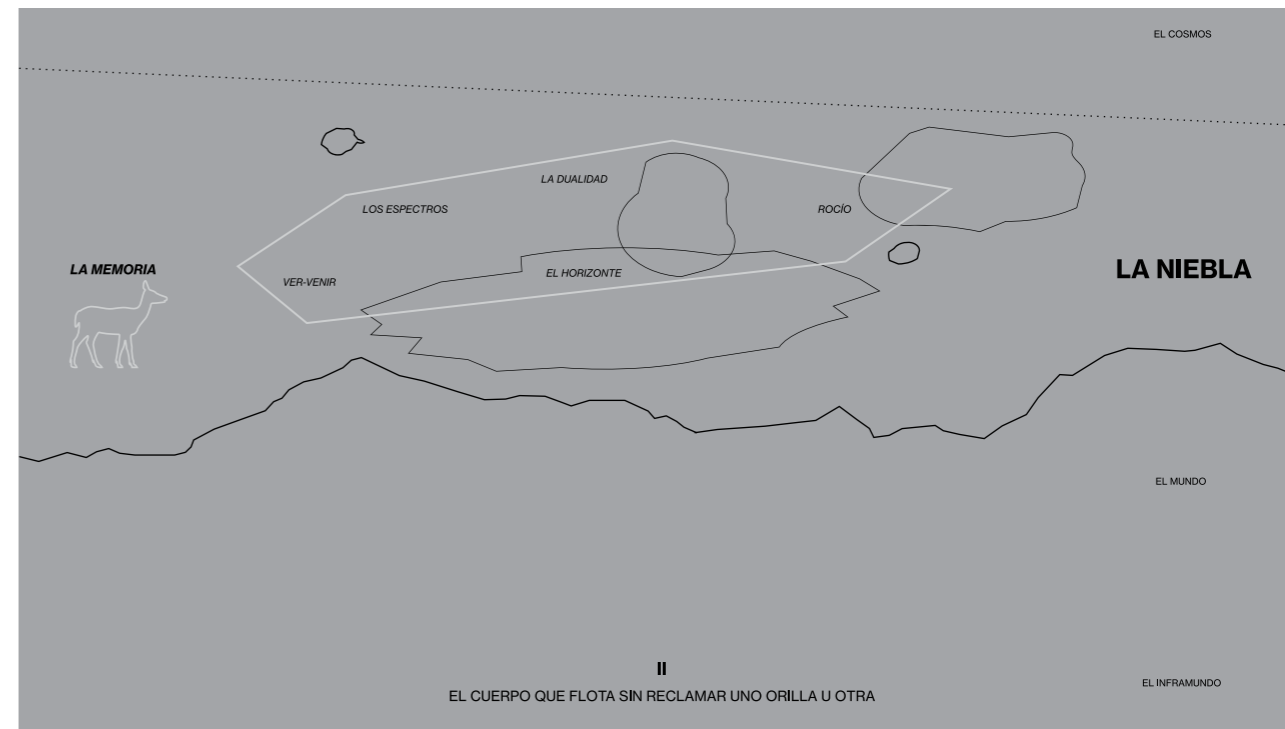 EL COSMOS
LA DUALIDAD
LOS ESPECTROS
ROCÍO
LA MEMORIA
VER-VENIR
EL HORIZONTE
LA NIEBLA
EL MUNDO
II
EL CUERPO QUE FLOTA SIN RECLAMAR UNO ORILLA U OTRA
EL INFRAMUNDO